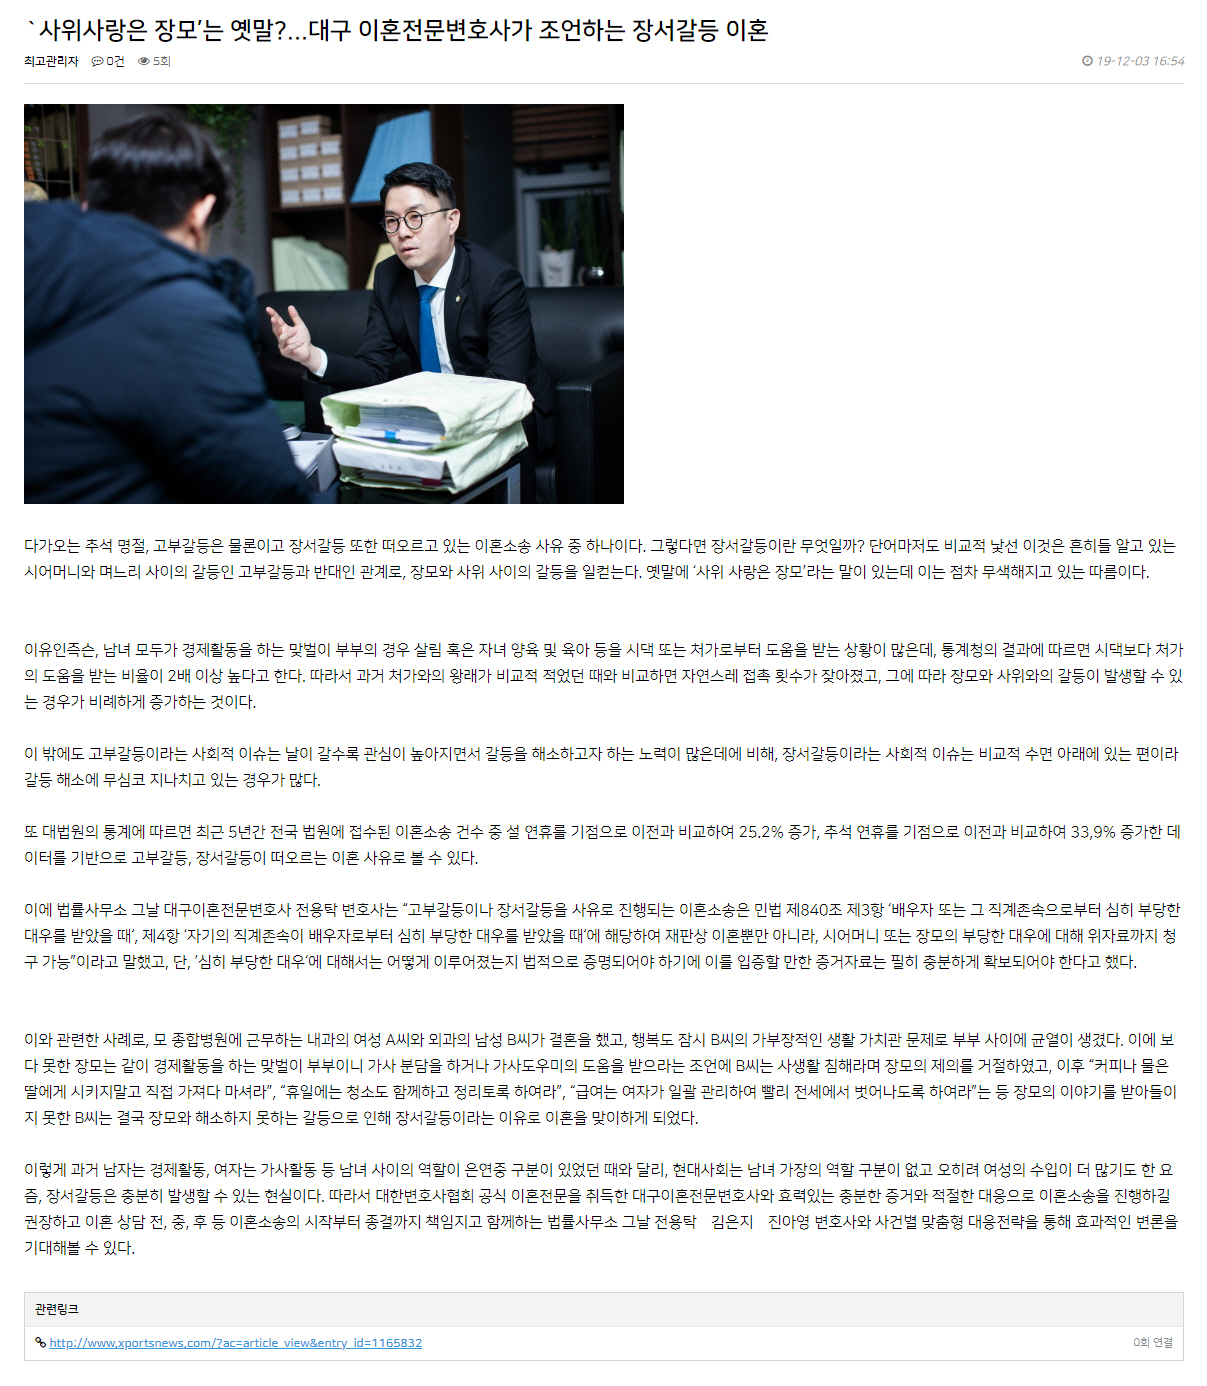 `사위사랑은 장모’는 옛말?...대구 이혼전문변호사가 조언하는 장서갈등 이혼
최고관리자 0건 5회 19-12-03 16:54
다가오는 추석 명절, 고부갈등은 물론이고 장서갈등 또한 떠오르고 있는 이혼소송 사유 중 하나이다. 그렇다면 장서갈등이란 무엇일까? 단어마저도 비교적 낯선 이것은 흔히들 알고 있는
시어머니와 며느리 사이의 갈등인 고부갈등과 반대인 관계로, 장모와 사위 사이의 갈등을 일컫는다. 옛말에 ‘사위 사랑은 장모’라는 말이 있는데 이는 점차 무색해지고 있는 따름이다.
이유인즉슨, 남녀 모두가 경제활동을 하는 맞벌이 부부의 경우 살림 혹은 자녀 양육 및 육아 등을 시댁 또는 처가로부터 도움을 받는 상황이 많은데, 통계청의 결과에 따르면 시댁보다 처가
의 도움을 받는 비율이 2배 이상 높다고 한다. 따라서 과거 처가와의 왕래가 비교적 적었던 때와 비교하면 자연스레 접촉 횟수가 잦아졌고, 그에 따라 장모와 사위와의 갈등이 발생할 수 있
는 경우가 비례하게 증가하는 것이다.
이 밖에도 고부갈등이라는 사회적 이슈는 날이 갈수록 관심이 높아지면서 갈등을 해소하고자 하는 노력이 많은데에 비해, 장서갈등이라는 사회적 이슈는 비교적 수면 아래에 있는 편이라
갈등 해소에 무심코 지나치고 있는 경우가 많다.
또 대법원의 통계에 따르면 최근 5년간 전국 법원에 접수된 이혼소송 건수 중 설 연휴를 기점으로 이전과 비교하여 25.2% 증가, 추석 연휴를 기점으로 이전과 비교하여 33,9% 증가한 데
이터를 기반으로 고부갈등, 장서갈등이 떠오르는 이혼 사유로 볼 수 있다.
이에 법률사무소 그날 대구이혼전문변호사 전용탁 변호사는 “고부갈등이나 장서갈등을 사유로 진행되는 이혼소송은 민법 제840조 제3항 ‘배우자 또는 그 직계존속으로부터 심히 부당한
대우를 받았을 때’, 제4항 ‘자기의 직계존속이 배우자로부터 심히 부당한 대우를 받았을 때’에 해당하여 재판상 이혼뿐만 아니라, 시어머니 또는 장모의 부당한 대우에 대해 위자료까지 청
구 가능”이라고 말했고, 단, ’심히 부당한 대우‘에 대해서는 어떻게 이루어졌는지 법적으로 증명되어야 하기에 이를 입증할 만한 증거자료는 필히 충분하게 확보되어야 한다고 했다.
이와 관련한 사례로, 모 종합병원에 근무하는 내과의 여성 A씨와 외과의 남성 B씨가 결혼을 했고, 행복도 잠시 B씨의 가부장적인 생활 가치관 문제로 부부 사이에 균열이 생겼다. 이에 보
다 못한 장모는 같이 경제활동을 하는 맞벌이 부부이니 가사 분담을 하거나 가사도우미의 도움을 받으라는 조언에 B씨는 사생활 침해라며 장모의 제의를 거절하였고, 이후 “커피나 물은
딸에게 시키지말고 직접 가져다 마셔라”, “휴일에는 청소도 함께하고 정리토록 하여라”, “급여는 여자가 일괄 관리하여 빨리 전세에서 벗어나도록 하여라”는 등 장모의 이야기를 받아들이
지 못한 B씨는 결국 장모와 해소하지 못하는 갈등으로 인해 장서갈등이라는 이유로 이혼을 맞이하게 되었다.
이렇게 과거 남자는 경제활동, 여자는 가사활동 등 남녀 사이의 역할이 은연중 구분이 있었던 때와 달리, 현대사회는 남녀 가장의 역할 구분이 없고 오히려 여성의 수입이 더 많기도 한 요
즘, 장서갈등은 충분히 발생할 수 있는 현실이다. 따라서 대한변호사협회 공식 이혼전문을 취득한 대구이혼전문변호사와 효력있는 충분한 증거와 적절한 대응으로 이혼소송을 진행하길
권장하고 이혼 상담 전, 중, 후 등 이혼소송의 시작부터 종결까지 책임지고 함께하는 법률사무소 그날 전용탁 김은지 진아영 변호사와 사건별 맞춤형 대응전략을 통해 효과적인 변론을
기대해볼 수 있다.
관련링크
http://www.xportsnews.com/?ac=article_view&entry_id=1165832 0회 연결